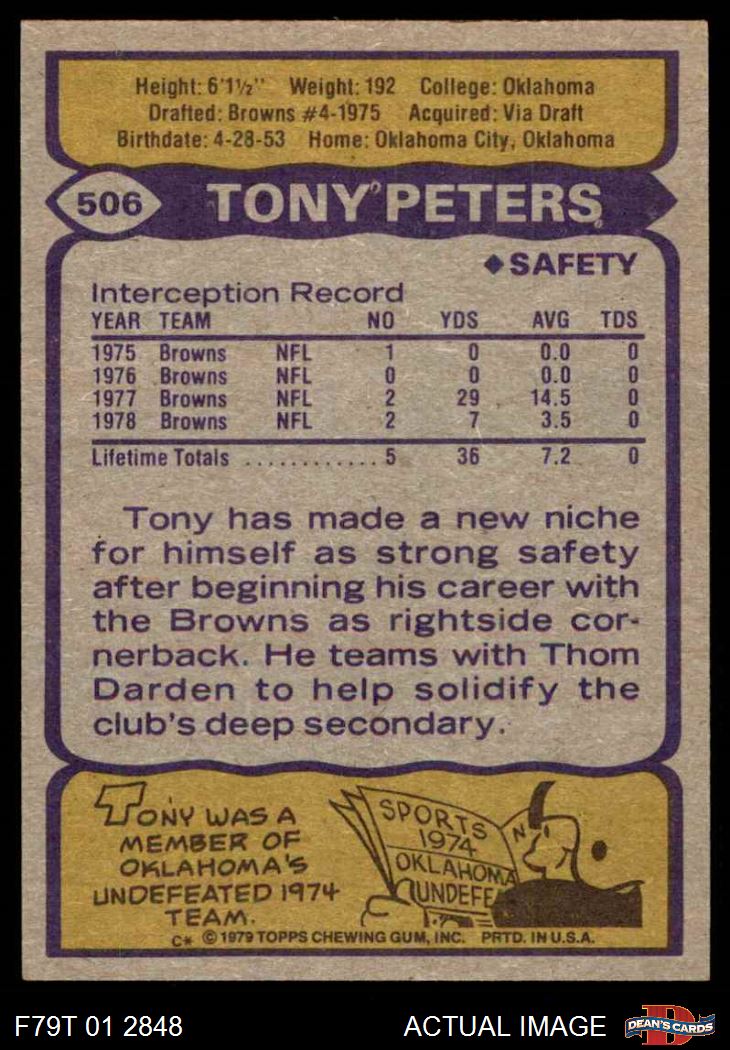 Height: 6'1½" Weight: 192 College: Oklahoma
Drafted: Browns #4-1975 Acquired: Via Draft
Birthdate: 4-28-53 Home: Oklahoma City, Oklahoma
506 TONY PETERS
◆ SAFETY
Interception Record
YEAR TEAM NO YDS AVG TDS
1975 Browns NFL 1 0 0.0 0
1976 Browns NFL 0 0 0.0 0
1977 Browns NFL 2 29 14.5 0
1978 Browns NFL 2 7 3.5 0
Lifetime Totals ............ 5 36 7.2 0
Tony has made a new niche
for himself as strong safety
after beginning his career with
the Browns as rightside cor-
nerback. He teams with Thom
Darden to help solidify the
club's deep secondary.
TONY WAS A
MEMBER OF
OKLAHOMA'S
UNDEFEATED 1974
TEAM.
SPORTS
1974
OKLAHOMA
UNDEFE
C* © 1979 TOPPS CHEWING GUM, INC. PRTD. IN U.S.A.
F79T 01 2848 ACTUAL IMAGE
D
DEAN'S CARDS